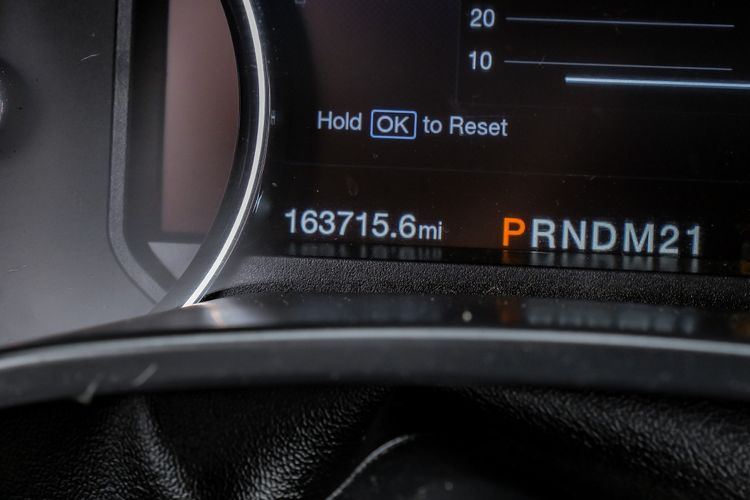 20
10
Hold OK to Reset
163715.6mi
PRNDM21